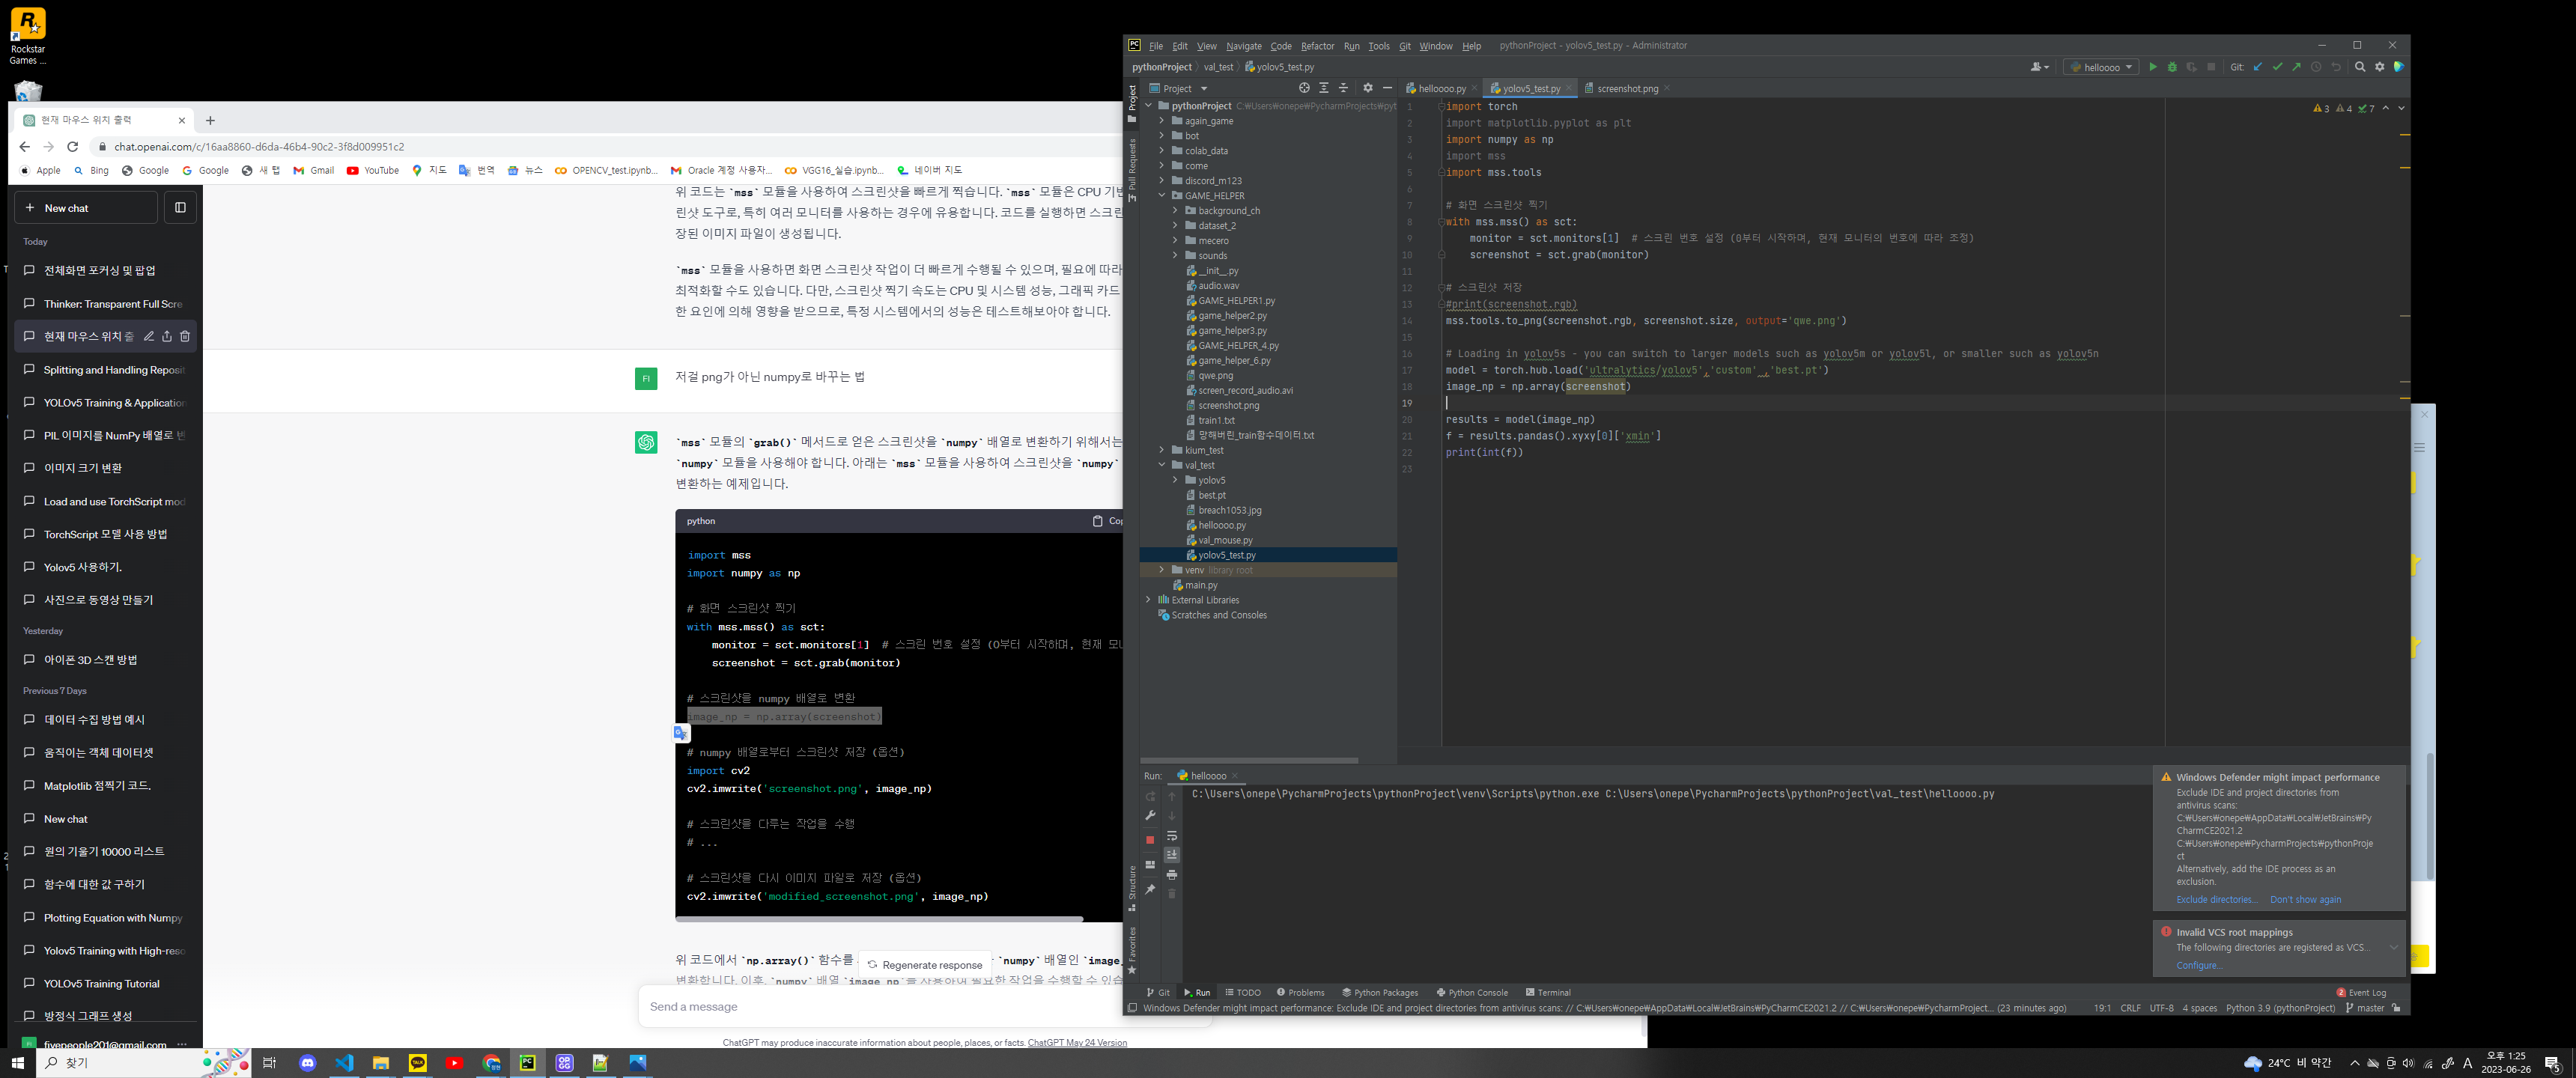 Rockstar
Games ...
현재 마우스 위치 출력
chat.openai.com/c/16aa8860-d6da-46b4-90c2-3f8d009951c2
Apple
Bing
Google
Google
새 탭
Gmail
YouTube
지도
번역
뉴스
OPENCV_test.ipynb...
Oracle 계정 사용자...
VGG16_실습.ipynb...
네이버 지도
New chat
Today
전체화면 포커싱 및 팝업
Thinker: Transparent Full Scre
현재 마우스 위치 출
Splitting and Handling Reposit
YOLOv5 Training & Application
PIL 이미지를 NumPy 배열로 변
이미지 크기 변환
Load and use TorchScript mod
TorchScript 모델 사용 방법
Yolov5 사용하기.
사진으로 동영상 만들기
Yesterday
아이폰 3D 스캔 방법
Previous 7 Days
데이터 수집 방법 예시
움직이는 객체 데이터셋
Matplotlib 점찍기 코드.
New chat
원의 기울기 10000 리스트
함수에 대한 값 구하기
Plotting Equation with Numpy
Yolov5 Training with High-reso
YOLOv5 Training Tutorial
방정식 그래프 생성
fivepeople201@gmail.com
위 코드는 `mss` 모듈을 사용하여 스크린샷을 빠르게 찍습니다. `mss` 모듈은 CPU 기반
린샷 도구로, 특히 여러 모니터를 사용하는 경우에 유용합니다. 코드를 실행하면 스크린
장된 이미지 파일이 생성됩니다.
`mss` 모듈을 사용하면 화면 스크린샷 작업이 더 빠르게 수행될 수 있으며, 필요에 따라
최적화할 수도 있습니다. 다만, 스크린샷 찍기 속도는 CPU 및 시스템 성능, 그래픽 카드
한 요인에 의해 영향을 받으므로, 특정 시스템에서의 성능은 테스트해보아야 합니다.
FI
저걸 png가 아닌 numpy로 바꾸는 법
`mss` 모듈의 `grab()` 메서드로 얻은 스크린샷을 `numpy` 배열로 변환하기 위해서는
`numpy` 모듈을 사용해야 합니다. 아래는 `mss` 모듈을 사용하여 스크린샷을 `numpy`
변환하는 예제입니다.
python
Cop
import mss
import numpy as np
# 화면 스크린샷 찍기
with mss.mss() as sct:
monitor = sct.monitors[1] # 스크린 번호 설정 (0부터 시작하며, 현재 모니
screenshot = sct.grab(monitor)
# 스크린샷을 numpy 배열로 변환
image_np = np.array(screenshot)
# numpy 배열로부터 스크린샷 저장 (옵션)
import cv2
cv2.imwrite('screenshot.png', image_np)
# 스크린샷을 다루는 작업을 수행
# ...
# 스크린샷을 다시 이미지 파일로 저장 (옵션)
cv2.imwrite('modified_screenshot.png', image_np)
위 코드에서 `np.array()` 함수를
`numpy` 배열인 `image_
변환합니다. 이후, `numpy` 배열 `image_np`를 사용하여 필요한 작업을 수행할 수 있습
Regenerate response
Send a message
ChatGPT may produce inaccurate information about people, places, or facts. ChatGPT May 24 Version
PC
File Edit View Navigate Code Refactor Run Tools Git Window Help
pythonProject - yolov5_test.py - Administrator
pythonProject
val_test
yolov5_test.py
helloooo
Git:
Project
Pull Requests
Structure
Favorites
Project
pythonProject C:₩Users₩onepe₩PycharmProjects₩pyt
again_game
bot
colab_data
come
discord_m123
GAME_HELPER
background_ch
dataset_2
mecero
sounds
__init__.py
audio.wav
GAME_HELPER1.py
game_helper2.py
game_helper3.py
GAME_HELPER_4.py
game_helper_6.py
qwe.png
screen_record_audio.avi
screenshot.png
train1.txt
망해버린_train함수데이터.txt
kium_test
val_test
yolov5
best.pt
breach1053.jpg
helloooo.py
val_mouse.py
yolov5_test.py
venv library root
main.py
External Libraries
Scratches and Consoles
helloooo.py
yolov5_test.py
screenshot.png
3 4 7
1 import torch
2 import matplotlib.pyplot as plt
3 import numpy as np
4 import mss
5 import mss.tools
6
7 # 화면 스크린샷 찍기
8 with mss.mss() as sct:
9 monitor = sct.monitors[1] # 스크린 번호 설정 (0부터 시작하며, 현재 모니터의 번호에 따라 조정)
10 screenshot = sct.grab(monitor)
11
12 # 스크린샷 저장
13 #print(screenshot.rgb)
14 mss.tools.to_png(screenshot.rgb, screenshot.size, output='qwe.png')
15
16 # Loading in yolov5s - you can switch to larger models such as yolov5m or yolov5l, or smaller such as yolov5n
17 model = torch.hub.load('ultralytics/yolov5','custom' ,'best.pt')
18 image_np = np.array(screenshot)
19
20 results = model(image_np)
21 f = results.pandas().xyxy[0]['xmin']
22 print(int(f))
23
Run:
helloooo
C:\Users\onepe\PycharmProjects\pythonProject\venv\Scripts\python.exe C:\Users\onepe\PycharmProjects\pythonProject\val_test\helloooo.py
Windows Defender might impact performance
Exclude IDE and project directories from
antivirus scans:
C:₩Users₩onepe₩AppData₩Local₩JetBrains₩Py
CharmCE2021.2
C:₩Users₩onepe₩PycharmProjects₩pythonProje
ct
Alternatively, add the IDE process as an
exclusion.
Exclude directories... Don't show again
Invalid VCS root mappings
The following directories are registered as VCS...
Configure...
Git Run TODO Problems Python Packages Python Console Terminal
2 Event Log
Windows Defender might impact performance: Exclude IDE and project directories from antivirus scans: // C:₩Users₩onepe₩AppData₩Local₩JetBrains₩PyCharmCE2021.2 // C:₩Users₩onepe₩PycharmProject... (23 minutes ago)
19:1 CRLF UTF-8 4 spaces Python 3.9 (pythonProject) master
찾기
TALK
OP.GG
24°C 비 약간
A
오후 1:25
2023-06-26
5